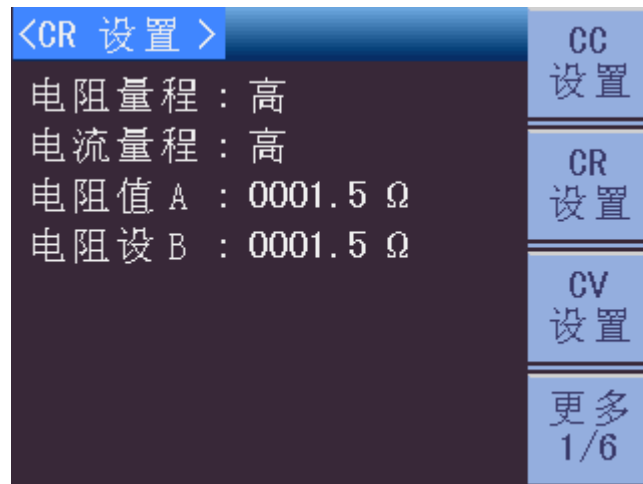 <CR 设置 >
电阻量程 : 高
电流量程 : 高
电阻值 A : 0001.5 Ω
电阻设 B : 0001.5 Ω
CC
设置
CR
设置
CV
设置
更多
1/6